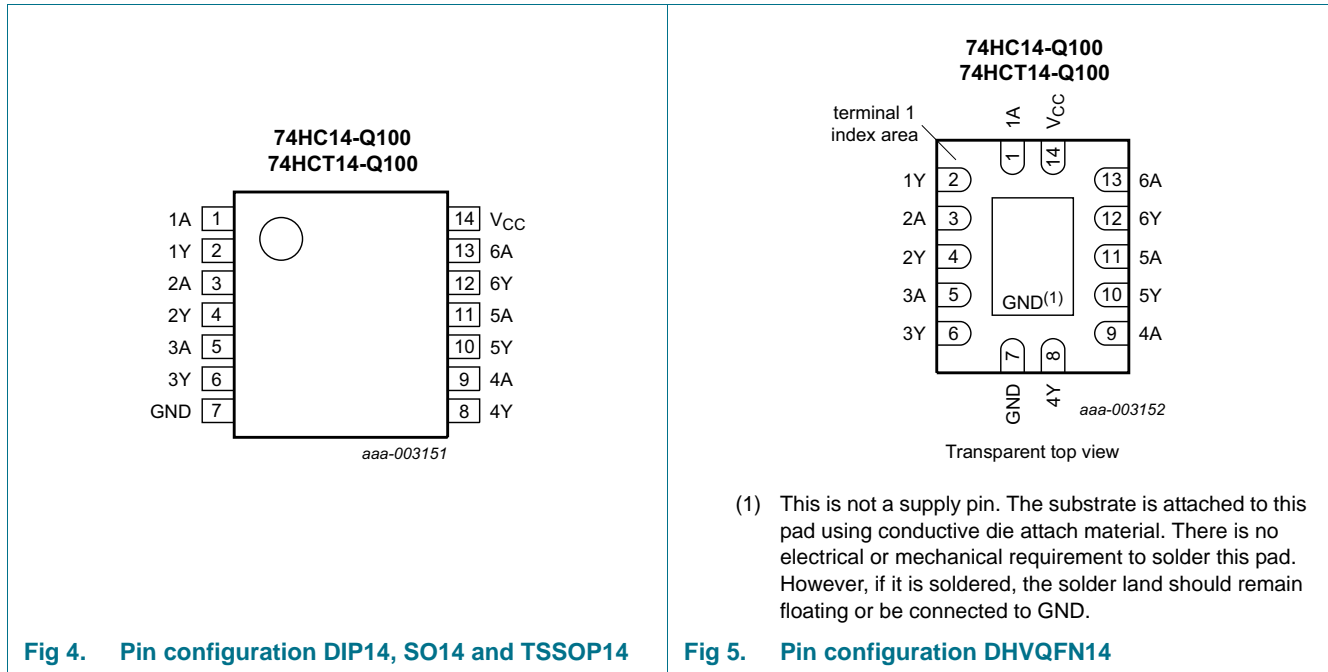 74HC14-Q100
74HCT14-Q100
1A 1 14 VCC
1Y 2 13 6A
2A 3 12 6Y
2Y 4 11 5A
3A 5 10 5Y
3Y 6 9 4A
GND 7 8 4Y
aaa-003151
Fig 4. Pin configuration DIP14, SO14 and TSSOP14
74HC14-Q100
74HCT14-Q100
terminal 1
index area
1A VCC
1 14
1Y 2 13 6A
2A 3 12 6Y
2Y 4 11 5A
3A 5 GND(1) 10 5Y
3Y 6 9 4A
7 8
GND 4Y
aaa-003152
Transparent top view
(1) This is not a supply pin. The substrate is attached to this
pad using conductive die attach material. There is no
electrical or mechanical requirement to solder this pad.
However, if it is soldered, the solder land should remain
floating or be connected to GND.
Fig 5. Pin configuration DHVQFN14